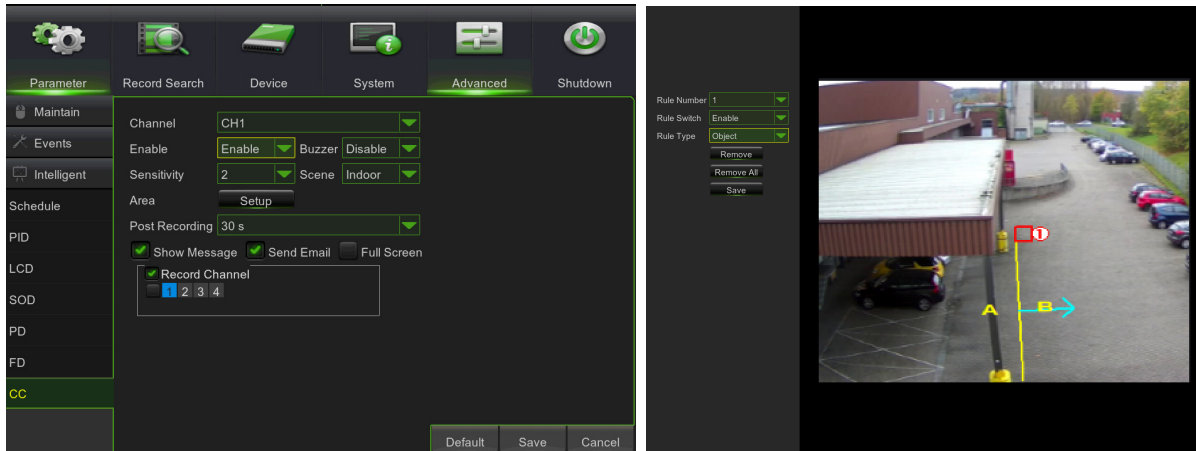 Parameter Record Search Device System Advanced Shutdown
Maintain
Events
Intelligent
Schedule
PID
LCD
SOD
PD
FD
CC
Channel CH1
Enable Enable Buzzer Disable
Sensitivity 2 Scene Indoor
Area Setup
Post Recording 30 s
Show Message Send Email Full Screen
Record Channel
1 2 3 4
Default Save Cancel
Rule Number 1
Rule Switch Enable
Rule Type Object
Remove
Remove All
Save
1
A B